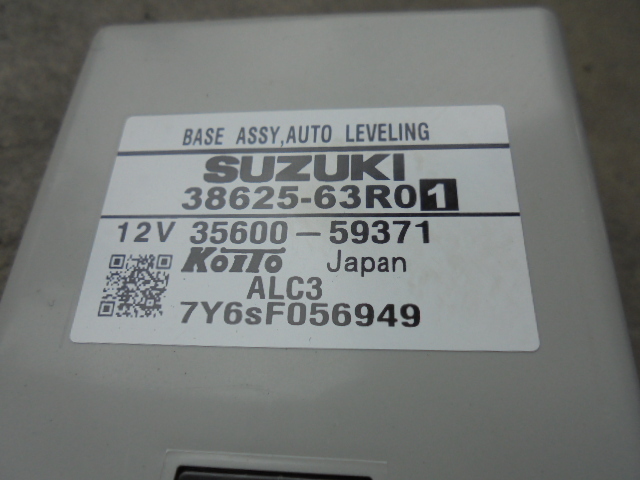 BASE ASSY,AUTO LEVELING
SUZUKI
38625-63R01
12V 35600-59371
KOITO Japan
ALC3
7Y6sF056949